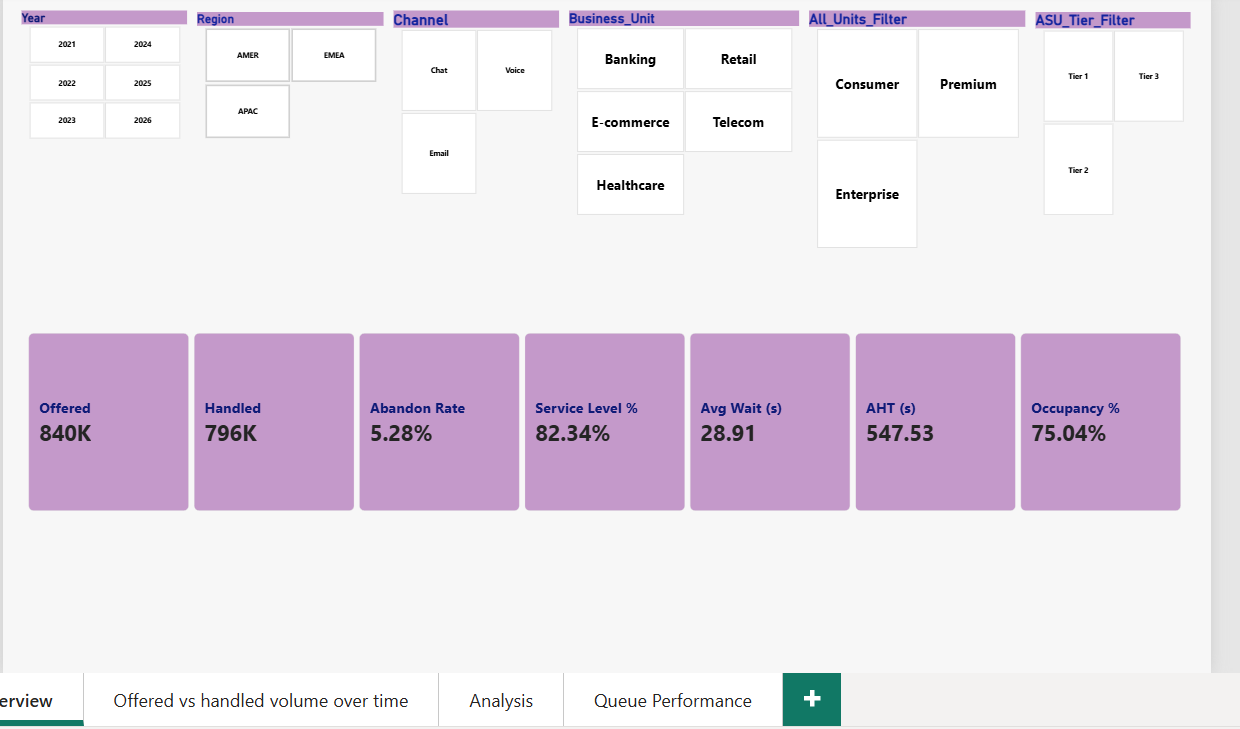 Year
Region
Channel
Business_Unit
All_Units_Filter
ASU_Tier_Filter
2021
2024
2022
2025
2023
2026
AMER
EMEA
APAC
Chat
Voice
Email
Banking
Retail
E-commerce
Telecom
Healthcare
Consumer
Premium
Enterprise
Tier 1
Tier 3
Tier 2
Offered
840K
Handled
796K
Abandon Rate
5.28%
Service Level %
82.34%
Avg Wait (s)
28.91
AHT (s)
547.53
Occupancy %
75.04%
erview
Offered vs handled volume over time
Analysis
Queue Performance
+